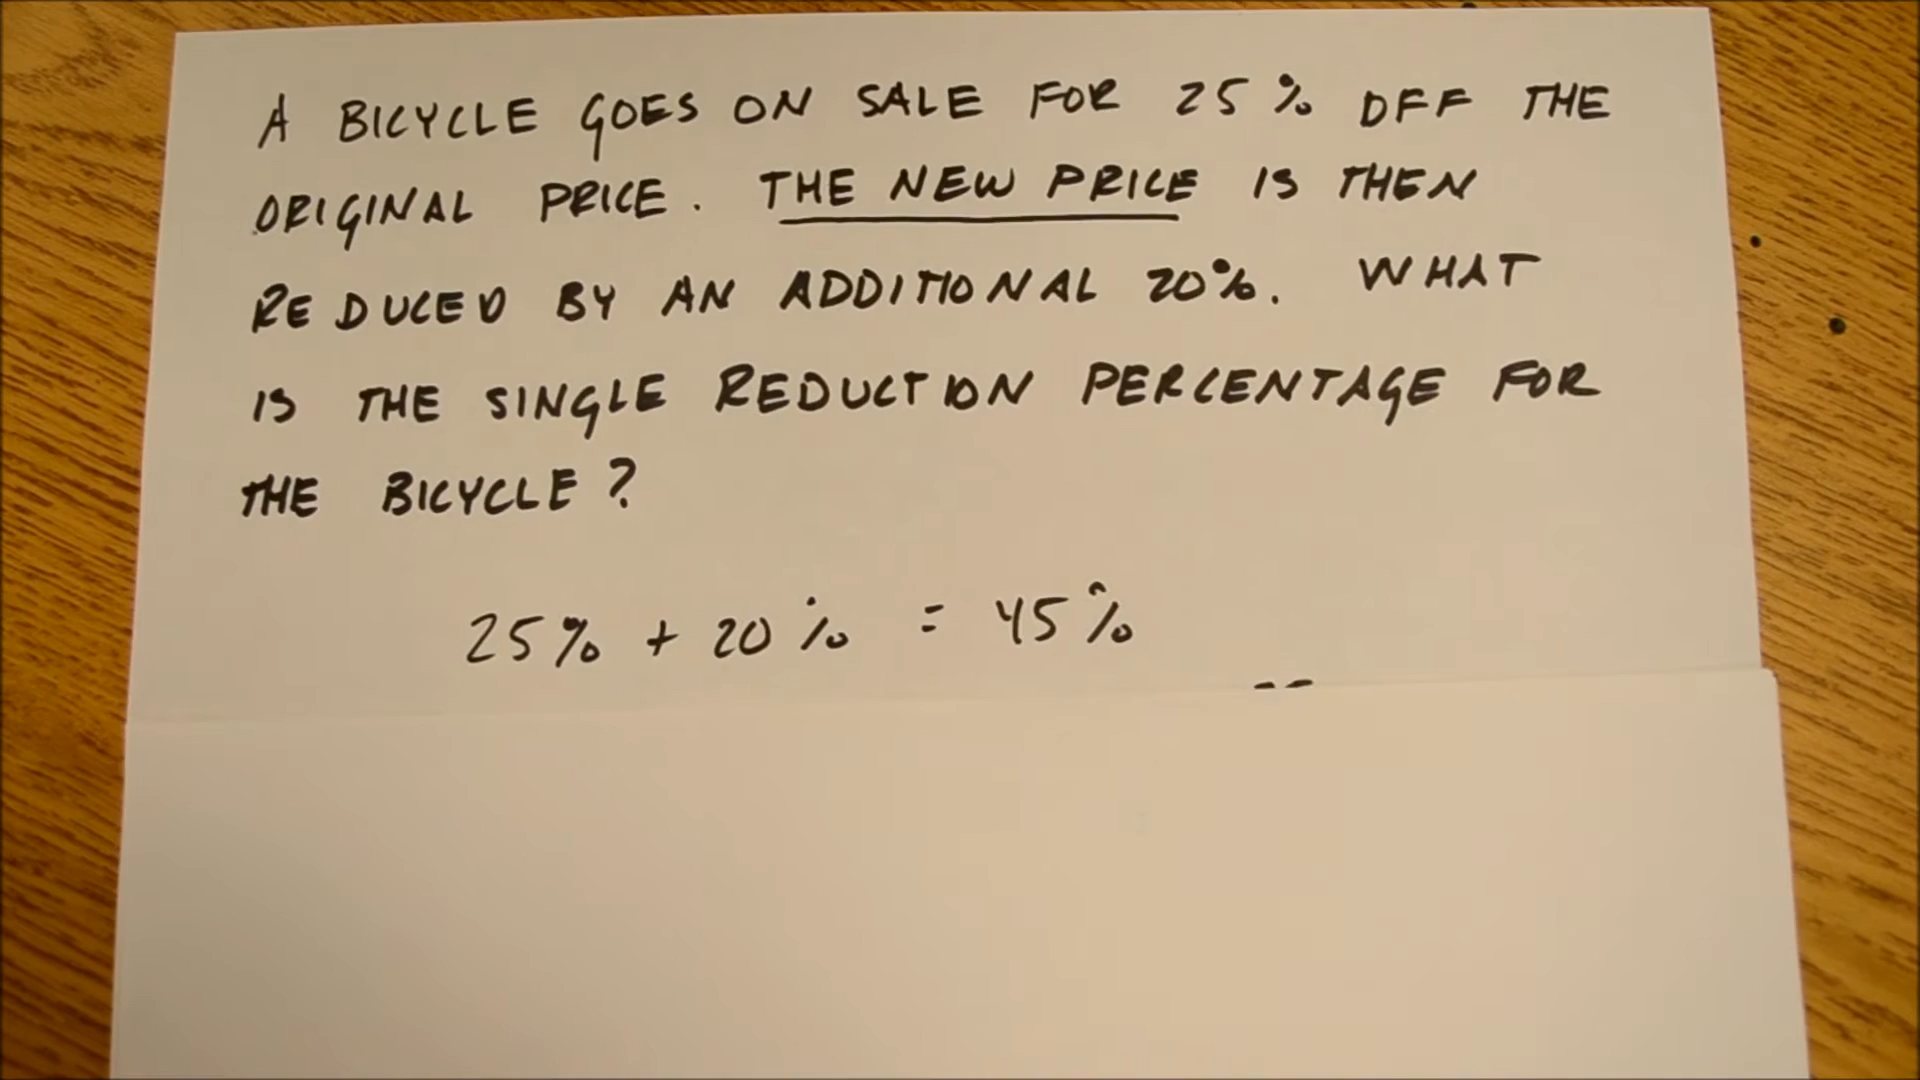 A BICYCLE GOES ON SALE FOR 25% OFF THE
ORIGINAL PRICE. THE NEW PRICE IS THEN
REDUCED BY AN ADDITIONAL 20%. WHAT
IS THE SINGLE REDUCTION PERCENTAGE FOR
THE BICYCLE?
25% + 20% = 45%